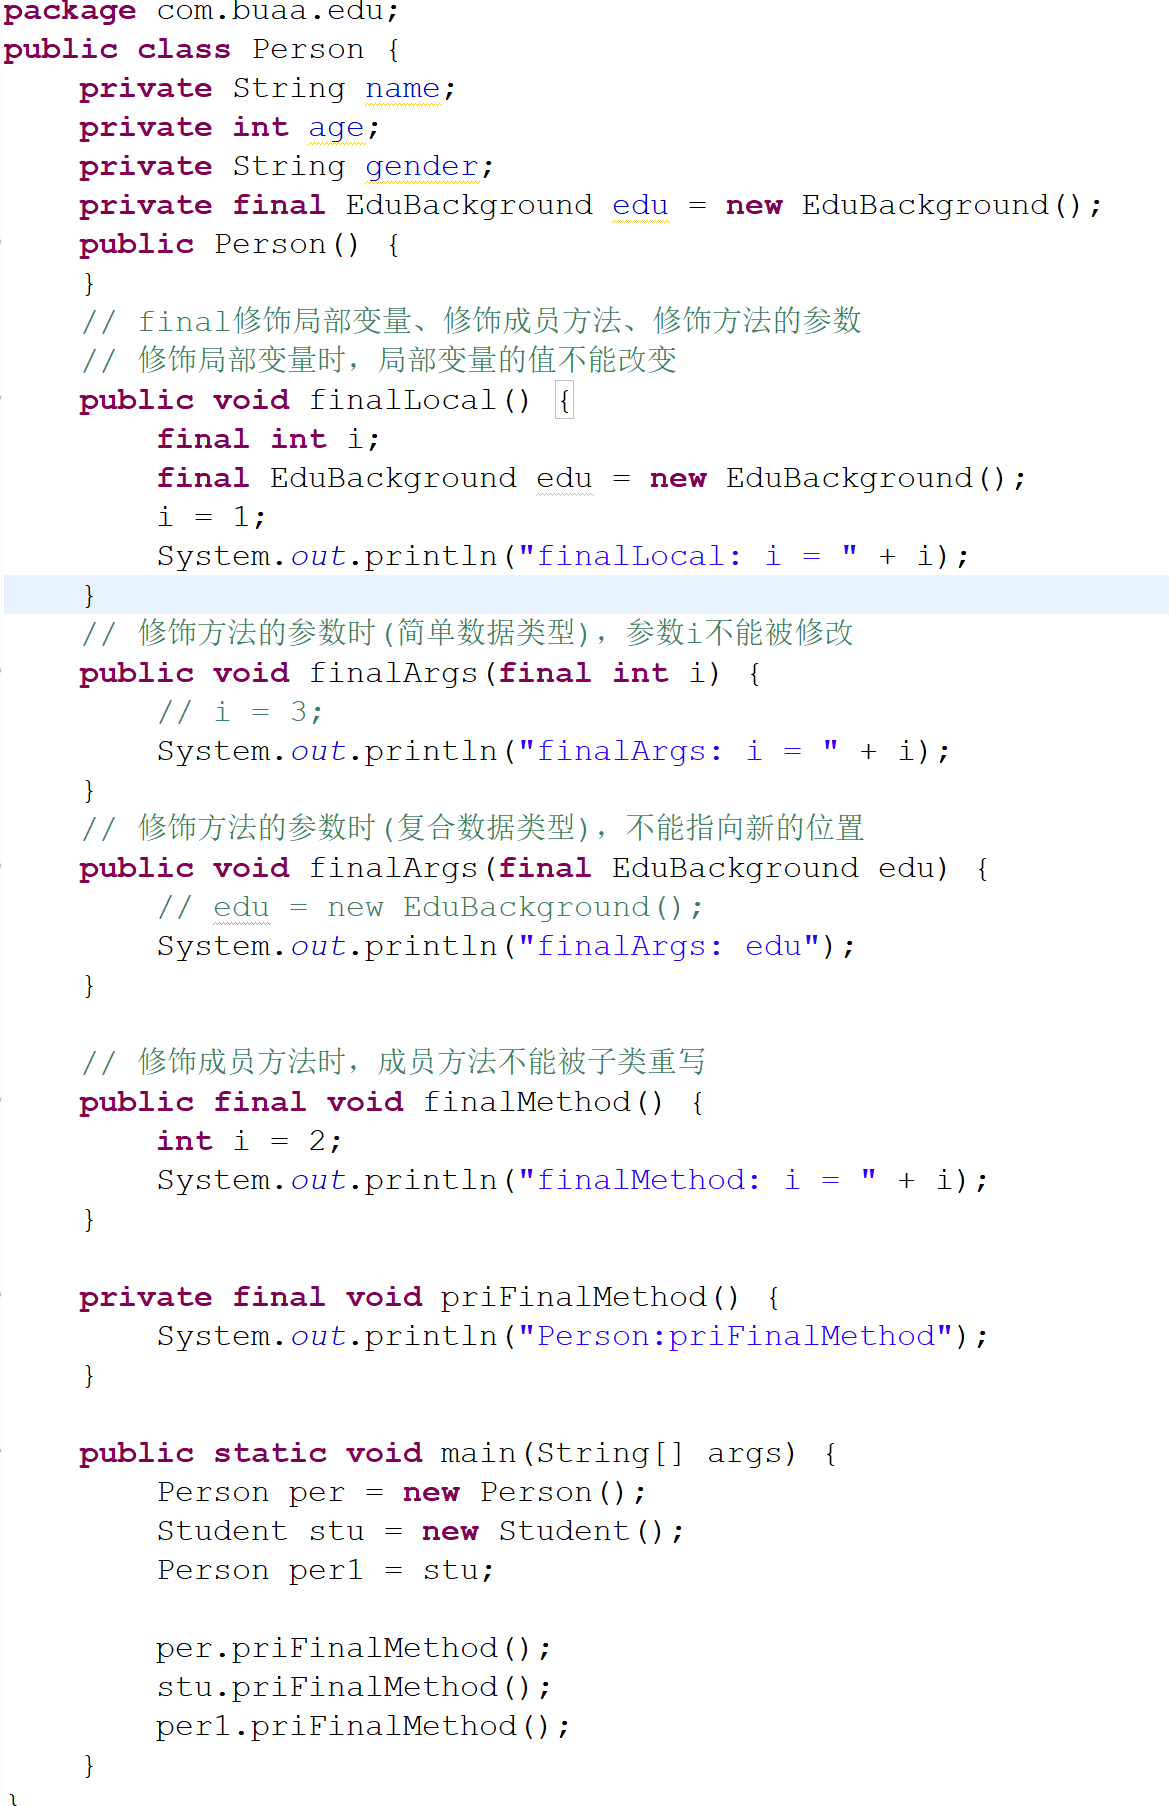 package com.buaa.edu;
public class Person {
    private String name;
    private int age;
    private String gender;
    private final EduBackground edu = new EduBackground();
    public Person() {
    }
    // final修饰局部变量、修饰成员方法、修饰方法的参数
    // 修饰局部变量时，局部变量的值不能改变
    public void finalLocal() {
        final int i;
        final EduBackground edu = new EduBackground();
        i = 1;
        System.out.println("finalLocal: i = " + i);
    }
    // 修饰方法的参数时(简单数据类型)，参数i不能被修改
    public void finalArgs(final int i) {
        // i = 3;
        System.out.println("finalArgs: i = " + i);
    }
    // 修饰方法的参数时(复合数据类型)，不能指向新的位置
    public void finalArgs(final EduBackground edu) {
        // edu = new EduBackground();
        System.out.println("finalArgs: edu");
    }
    // 修饰成员方法时，成员方法不能被子类重写
    public final void finalMethod() {
        int i = 2;
        System.out.println("finalMethod: i = " + i);
    }
    private final void priFinalMethod() {
        System.out.println("Person:priFinalMethod");
    }
    public static void main(String[] args) {
        Person per = new Person();
        Student stu = new Student();
        Person per1 = stu;
        per.priFinalMethod();
        stu.priFinalMethod();
        per1.priFinalMethod();
    }
}